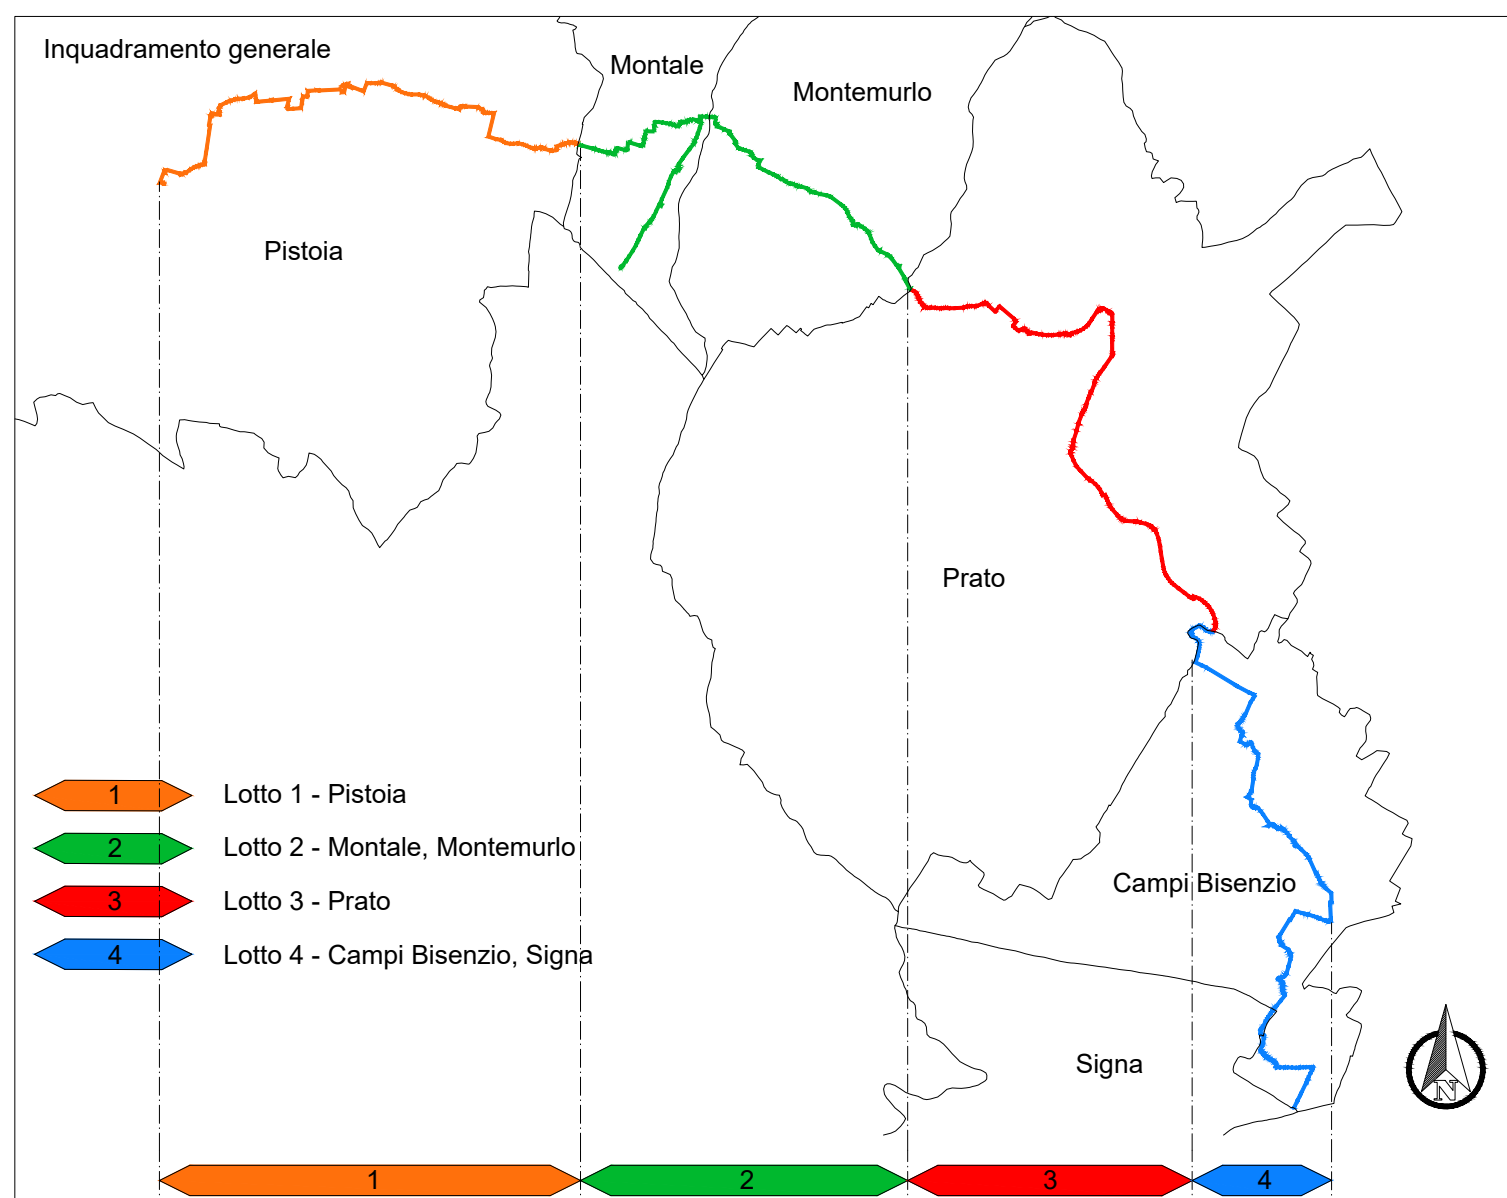 Inquadramento generale
Montale
Montemurlo
Pistoia
Prato
1 Lotto 1 - Pistoia
2 Lotto 2 - Montale, Montemurlo
3 Lotto 3 - Prato
4 Lotto 4 - Campi Bisenzio, Signa
Campi Bisenzio
Signa
N
1 2 3 4